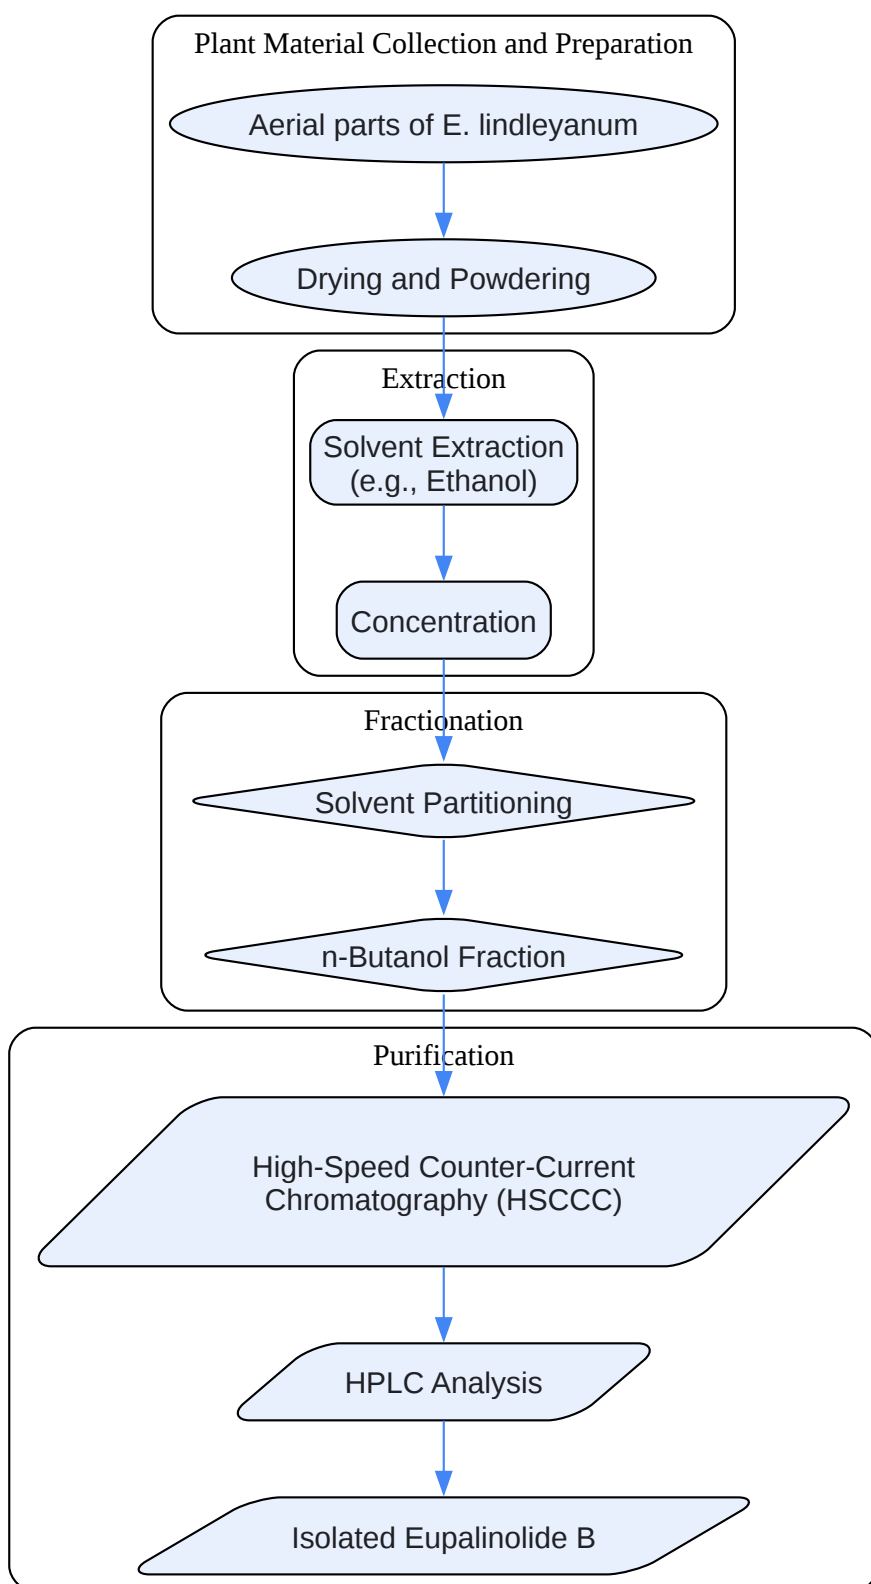 Plant Material Collection and Preparation
Aerial parts of E. lindleyanum
Drying and Powdering
Extraction
Solvent Extraction
(e.g., Ethanol)
Concentration
Fractionation
Solvent Partitioning
n-Butanol Fraction
Purification
High-Speed Counter-Current
Chromatography (HSCCC)
HPLC Analysis
Isolated Eupalinolide B